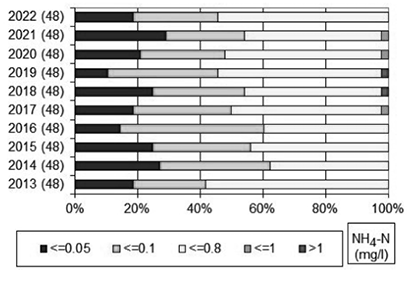 2022 (48)
2021 (48)
2020 (48)
2019 (48)
2018 (48)
2017 (48)
2016 (48)
2015 (48)
2014 (48)
2013 (48)
0% 20% 40% 60% 80% 100%
<=0.05 <=0.1 <=0.8 <=1 >1
NH4-N
(mg/l)